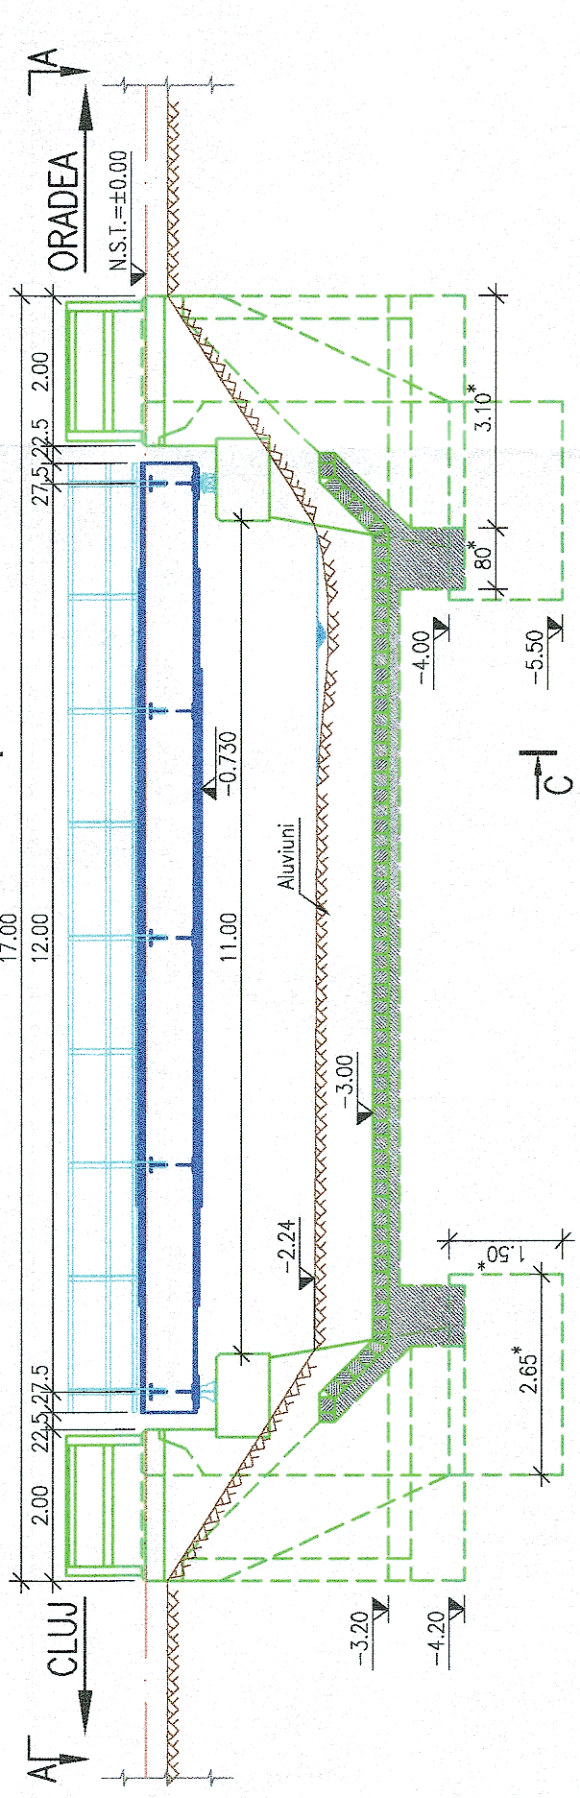 A
A
CLUJ
ORADEA
17.00
2.00
22.5
27.5
12.00
27.5
22.5
2.00
N.S.T.=±0.00
11.00
-0.730
-2.24
Aluviuni
-3.00
-3.20
-4.20
2.65*
1.50*
-4.00
-5.50
80*
3.10*
C